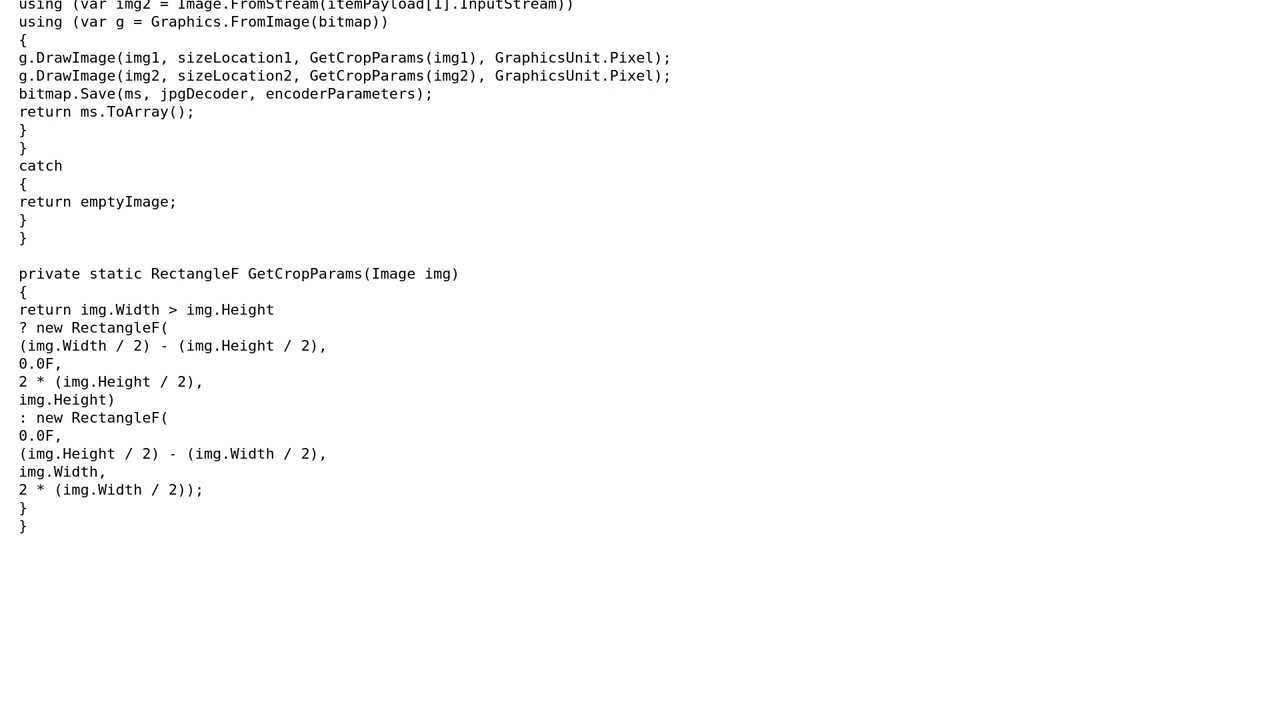 using (var img2 = Image.FromStream(itemPayload[1].InputStream))
using (var g = Graphics.FromImage(bitmap))
{
g.DrawImage(img1, sizeLocation1, GetCropParams(img1), GraphicsUnit.Pixel);
g.DrawImage(img2, sizeLocation2, GetCropParams(img2), GraphicsUnit.Pixel);
bitmap.Save(ms, jpgDecoder, encoderParameters);
return ms.ToArray();
}
}
catch
{
return emptyImage;
}
}

private static RectangleF GetCropParams(Image img)
{
return img.Width > img.Height
? new RectangleF(
(img.Width / 2) - (img.Height / 2),
0.0F,
2 * (img.Height / 2),
img.Height)
: new RectangleF(
0.0F,
(img.Height / 2) - (img.Width / 2),
img.Width,
2 * (img.Width / 2));
}
}